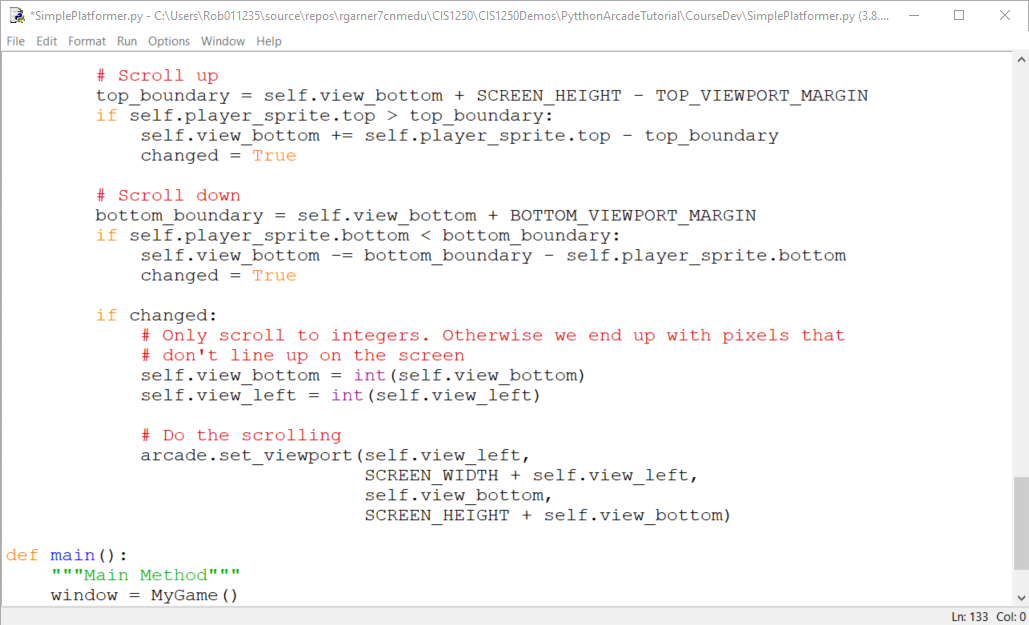 *SimplePlatformer.py - C:\Users\Rob011235\source\repos\rgarner7cnmedu\CIS1250\CIS1250Demos\PytthonArcadeTutorial\CourseDev\SimplePlatformer.py (3.8....
File Edit Format Run Options Window Help
# Scroll up
top_boundary = self.view_bottom + SCREEN_HEIGHT - TOP_VIEWPORT_MARGIN
if self.player_sprite.top > top_boundary:
self.view_bottom += self.player_sprite.top - top_boundary
changed = True
# Scroll down
bottom_boundary = self.view_bottom + BOTTOM_VIEWPORT_MARGIN
if self.player_sprite.bottom < bottom_boundary:
self.view_bottom -= bottom_boundary - self.player_sprite.bottom
changed = True
if changed:
# Only scroll to integers. Otherwise we end up with pixels that
# don't line up on the screen
self.view_bottom = int(self.view_bottom)
self.view_left = int(self.view_left)
# Do the scrolling
arcade.set_viewport(self.view_left,
SCREEN_WIDTH + self.view_left,
self.view_bottom,
SCREEN_HEIGHT + self.view_bottom)
def main():
"""Main Method"""
window = MyGame()
Ln: 133 Col: 0